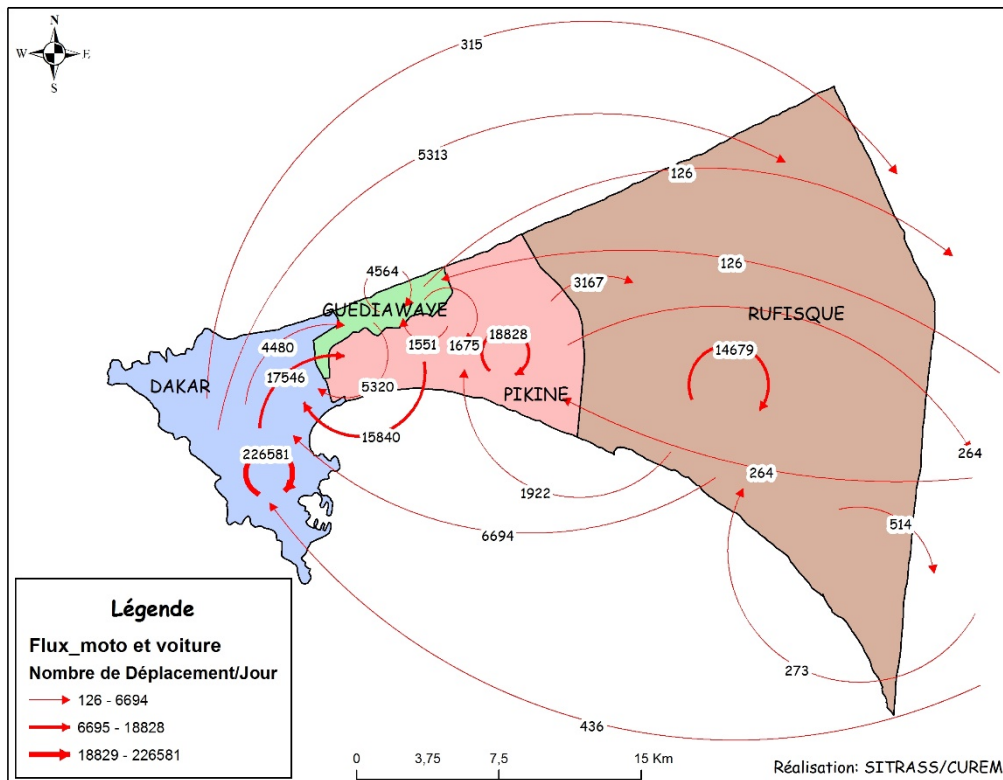 N
W E
S
315
5313
126
4564
126
3167
GUEDIAWAYE
RUFISQUE
4480
1551
1675
18828
14679
17546
DAKAR
5320
PIKINE
15840
226581
264
264
1922
514
6694
273
436
Légende
Flux_moto et voiture
Nombre de Déplacement/Jour
126 - 6694
6695 - 18828
18829 - 226581
0 3,75 7,5 15 Km
Réalisation: SITRASS/CUREM